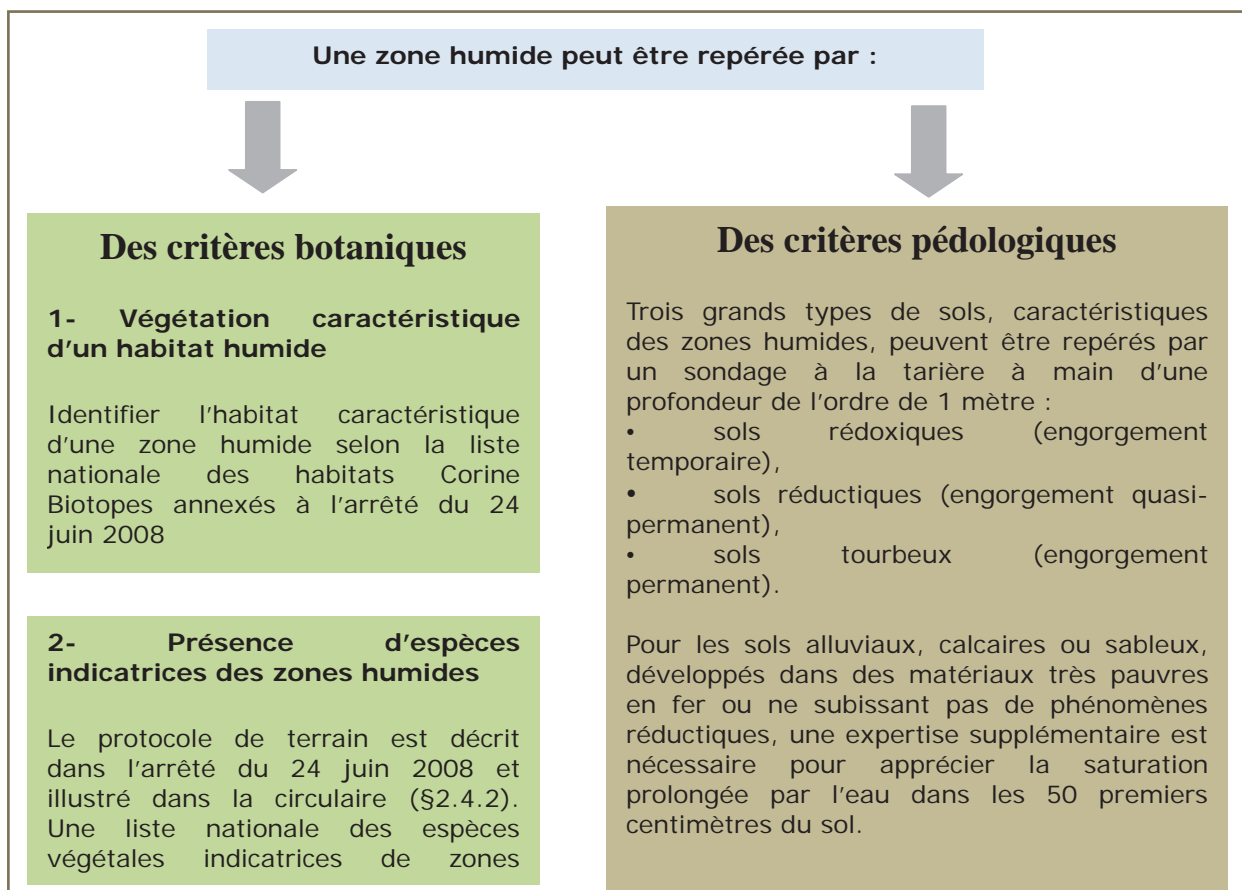 Une zone humide peut être repérée par :
Des critères botaniques
1- Végétation caractéristique
d'un habitat humide
Identifier l'habitat caractéristique
d'une zone humide selon la liste
nationale des habitats Corine
Biotopes annexés à l'arrêté du 24
juin 2008
2- Présence d'espèces
indicatrices des zones humides
Le protocole de terrain est décrit
dans l'arrêté du 24 juin 2008 et
illustré dans la circulaire (§2.4.2).
Une liste nationale des espèces
végétales indicatrices de zones
Des critères pédologiques
Trois grands types de sols, caractéristiques
des zones humides, peuvent être repérés par
un sondage à la tarière à main d'une
profondeur de l'ordre de 1 mètre :
• sols rédoxiques (engorgement
temporaire),
• sols réductiques (engorgement quasi-
permanent),
• sols tourbeux (engorgement
permanent).
Pour les sols alluviaux, calcaires ou sableux,
développés dans des matériaux très pauvres
en fer ou ne subissant pas de phénomènes
réductiques, une expertise supplémentaire est
nécessaire pour apprécier la saturation
prolongée par l'eau dans les 50 premiers
centimètres du sol.